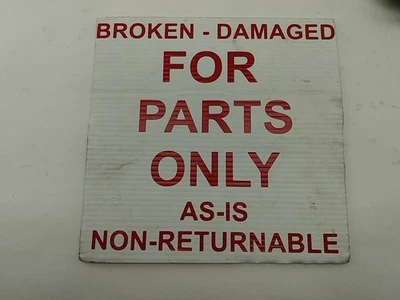 BROKEN - DAMAGED
FOR
PARTS
ONLY
AS-IS
NON-RETURNABLE